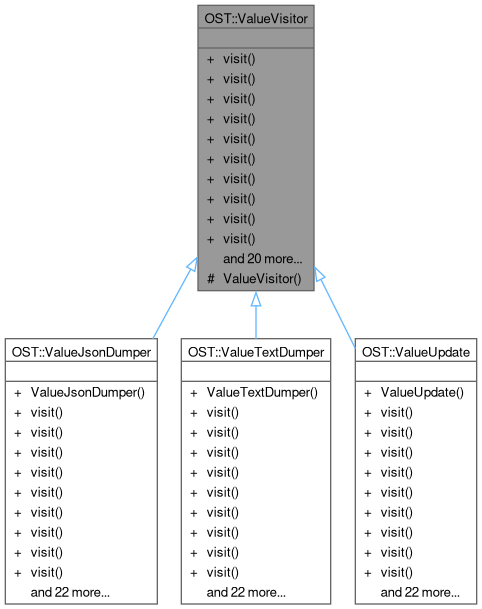 OST::ValueVisitor
+ visit()
+ visit()
+ visit()
+ visit()
+ visit()
+ visit()
+ visit()
+ visit()
+ visit()
+ visit()
and 20 more...
# ValueVisitor()
OST::ValueJsonDumper
+ ValueJsonDumper()
+ visit()
+ visit()
+ visit()
+ visit()
+ visit()
+ visit()
+ visit()
+ visit()
+ visit()
and 22 more...
OST::ValueTextDumper
+ ValueTextDumper()
+ visit()
+ visit()
+ visit()
+ visit()
+ visit()
+ visit()
+ visit()
+ visit()
+ visit()
and 22 more...
OST::ValueUpdate
+ ValueUpdate()
+ visit()
+ visit()
+ visit()
+ visit()
+ visit()
+ visit()
+ visit()
+ visit()
+ visit()
and 22 more...